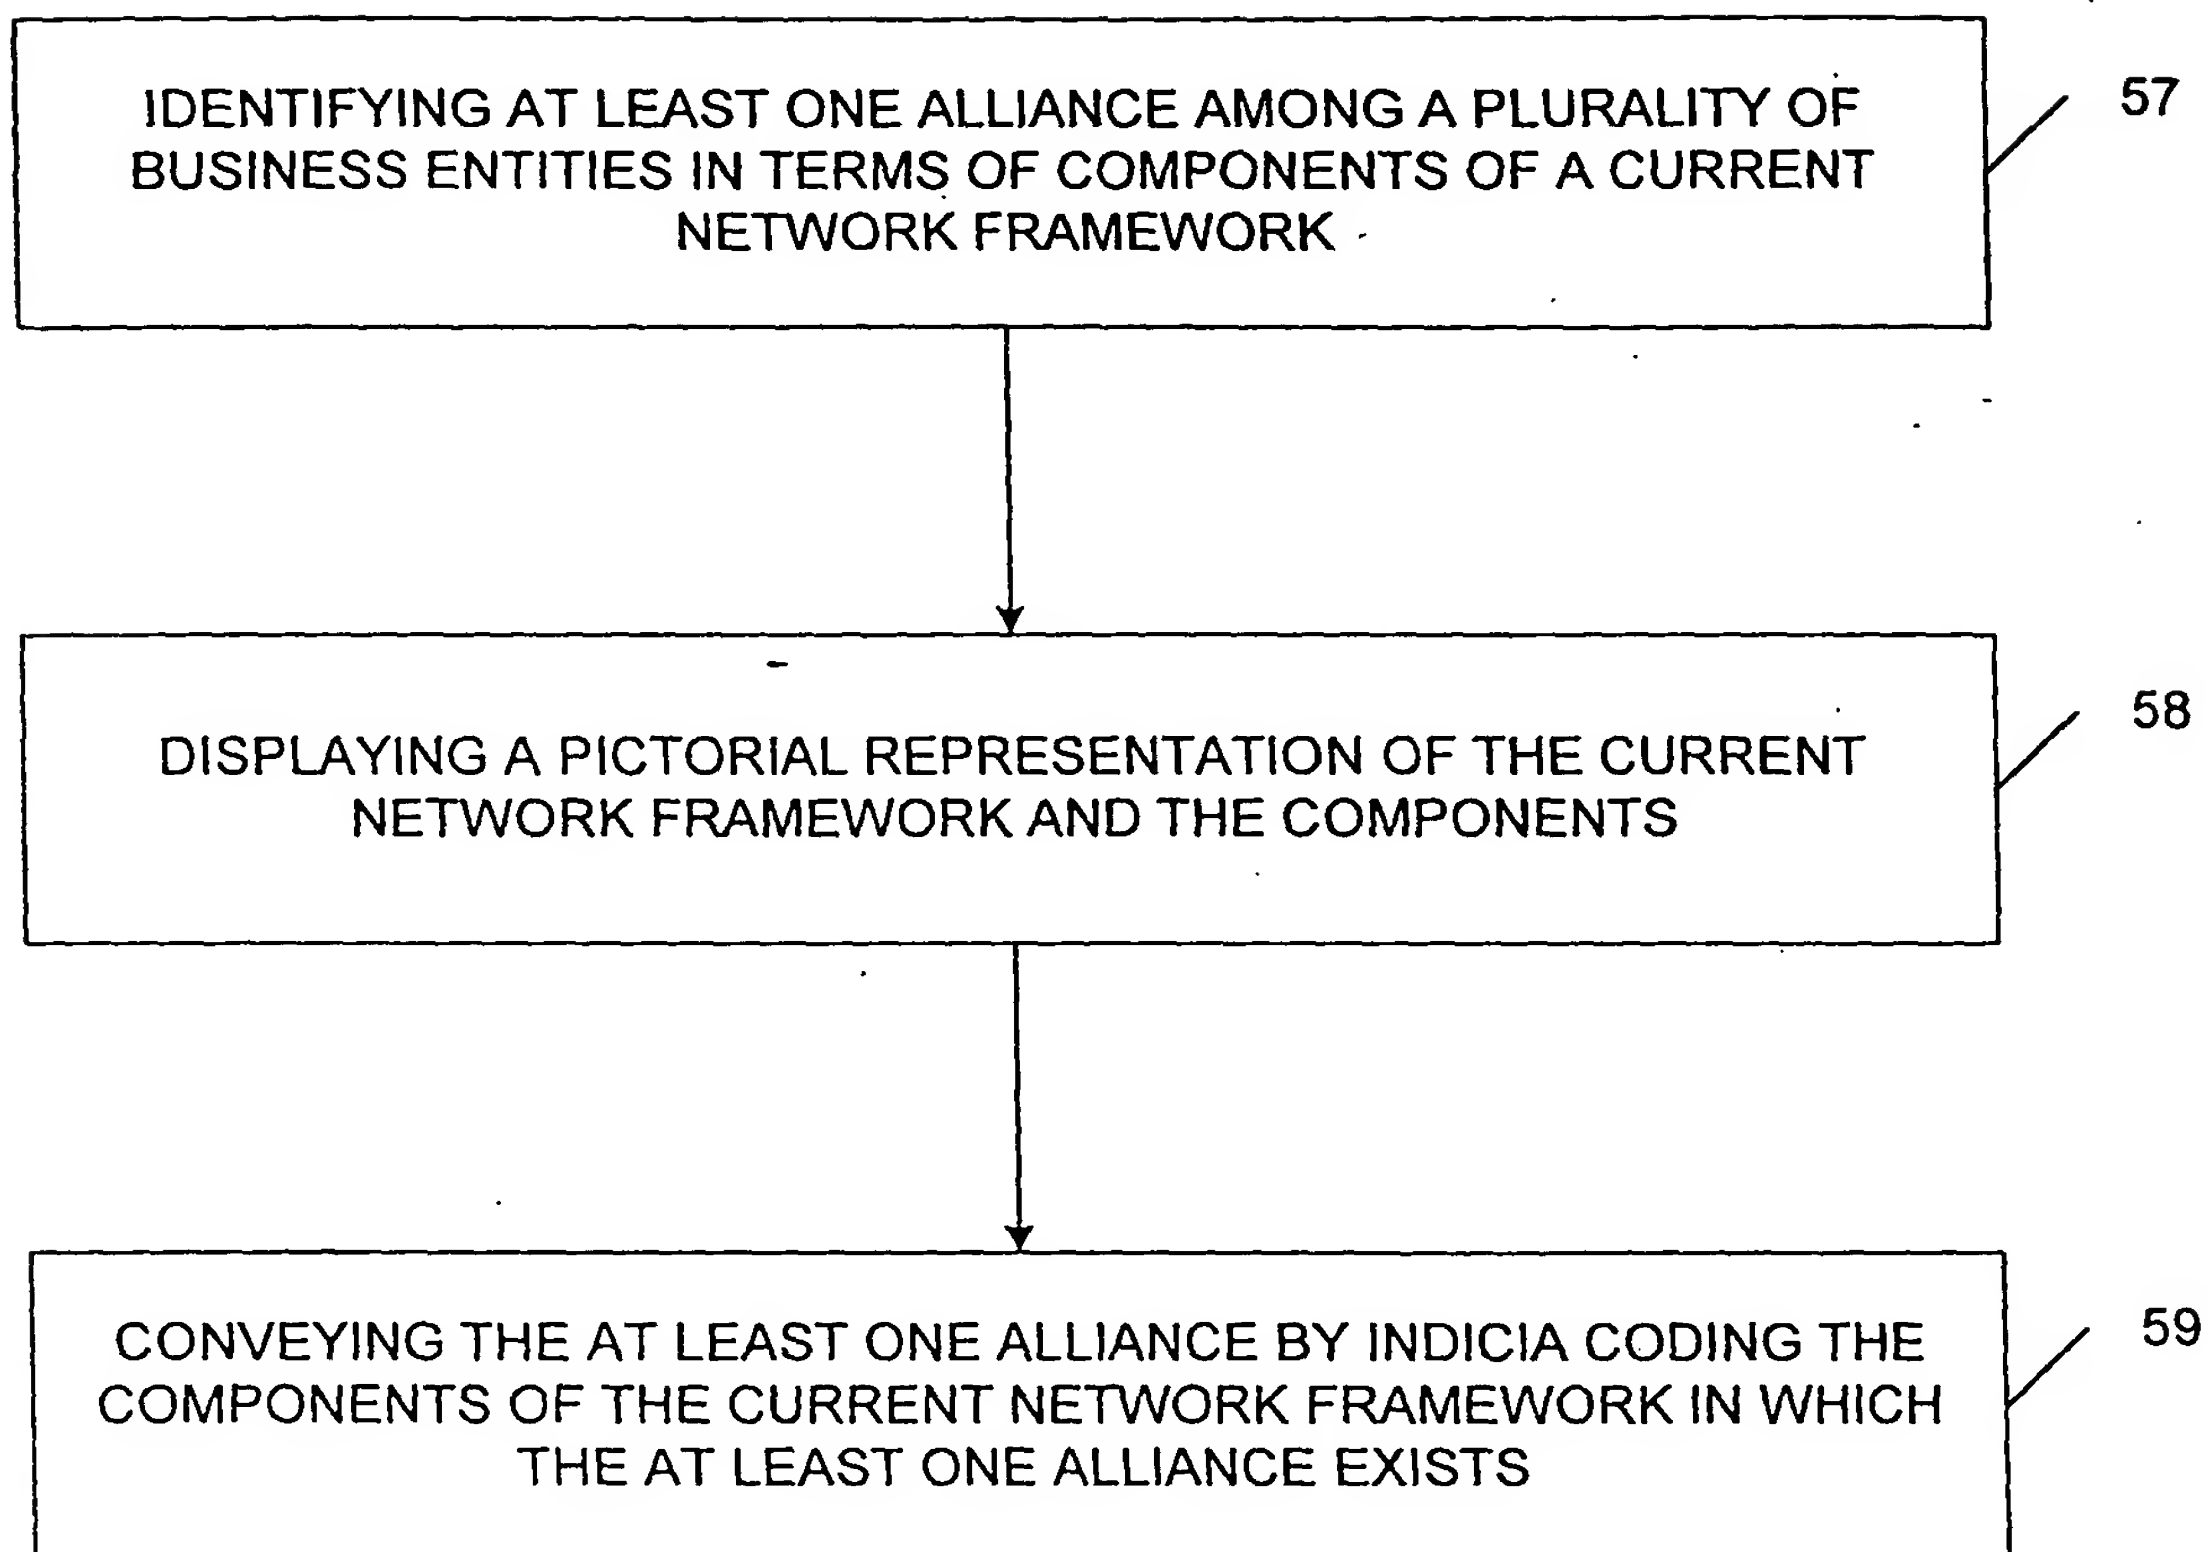 IDENTIFYING AT LEAST ONE ALLIANCE AMONG A PLURALITY OF
BUSINESS ENTITIES IN TERMS OF COMPONENTS OF A CURRENT
NETWORK FRAMEWORK
57
DISPLAYING A PICTORIAL REPRESENTATION OF THE CURRENT
NETWORK FRAMEWORK AND THE COMPONENTS
58
CONVEYING THE AT LEAST ONE ALLIANCE BY INDICIA CODING THE
COMPONENTS OF THE CURRENT NETWORK FRAMEWORK IN WHICH
THE AT LEAST ONE ALLIANCE EXISTS
59